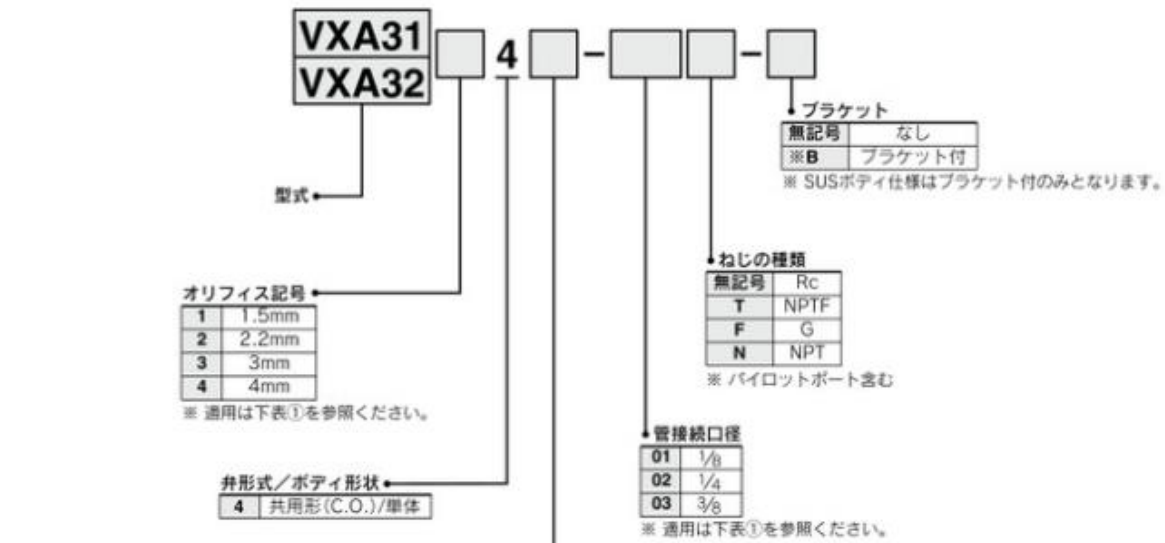 VXA31
VXA32
4
－
－
ブラケット
無記号 なし
※B ブラケット付
※ SUSボディ仕様はブラケット付のみとなります。
型式
ねじの種類
無記号 Rc
T NPTF
F G
N NPT
※ パイロットポート含む
オリフィス記号
1 1.5mm
2 2.2mm
3 3mm
4 4mm
※ 適用は下表①を参照ください。
管接続口径
01 1/8
02 1/4
03 3/8
※ 適用は下表①を参照ください。
弁形式／ボディ形状
4 共用形(C.O.)/単体